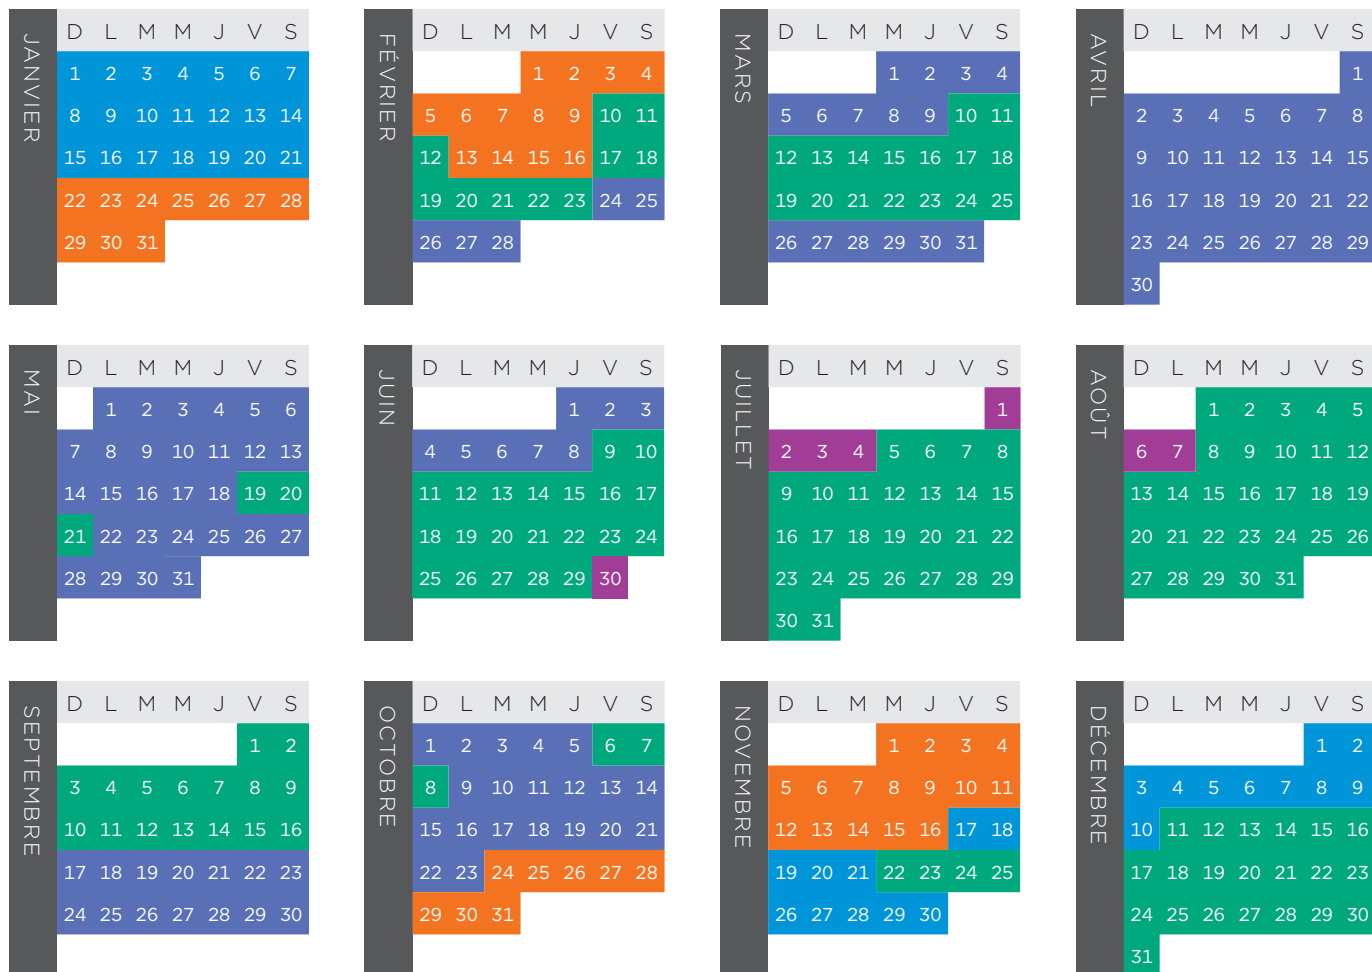 JANVIER
D L M M J V S
1 2 3 4 5 6 7
8 9 10 11 12 13 14
15 16 17 18 19 20 21
22 23 24 25 26 27 28
29 30 31
FÉVRIER
D L M M J V S
1 2 3 4
5 6 7 8 9 10 11
12 13 14 15 16 17 18
19 20 21 22 23 24 25
26 27 28
MARS
D L M M J V S
1 2 3 4
5 6 7 8 9 10 11
12 13 14 15 16 17 18
19 20 21 22 23 24 25
26 27 28 29 30 31
AVRIL
D L M M J V S
1
2 3 4 5 6 7 8
9 10 11 12 13 14 15
16 17 18 19 20 21 22
23 24 25 26 27 28 29
30
MAI
D L M M J V S
1 2 3 4 5 6
7 8 9 10 11 12 13
14 15 16 17 18 19 20
21 22 23 24 25 26 27
28 29 30 31
JUIN
D L M M J V S
1 2 3
4 5 6 7 8 9 10
11 12 13 14 15 16 17
18 19 20 21 22 23 24
25 26 27 28 29 30
JUILLET
D L M M J V S
1
2 3 4 5 6 7 8
9 10 11 12 13 14 15
16 17 18 19 20 21 22
23 24 25 26 27 28 29
30 31
AOÛT
D L M M J V S
1 2 3 4 5
6 7 8 9 10 11 12
13 14 15 16 17 18 19
20 21 22 23 24 25 26
27 28 29 30 31
SEPTEMBRE
D L M M J V S
1 2
3 4 5 6 7 8 9
10 11 12 13 14 15 16
17 18 19 20 21 22 23
24 25 26 27 28 29 30
OCTOBRE
D L M M J V S
1 2 3 4 5 6 7
8 9 10 11 12 13 14
15 16 17 18 19 20 21
22 23 24 25 26 27 28
29 30 31
NOVEMBRE
D L M M J V S
1 2 3 4
5 6 7 8 9 10 11
12 13 14 15 16 17 18
19 20 21 22 23 24 25
26 27 28 29 30
DÉCEMBRE
D L M M J V S
1 2
3 4 5 6 7 8 9
10 11 12 13 14 15 16
17 18 19 20 21 22 23
24 25 26 27 28 29 30
31